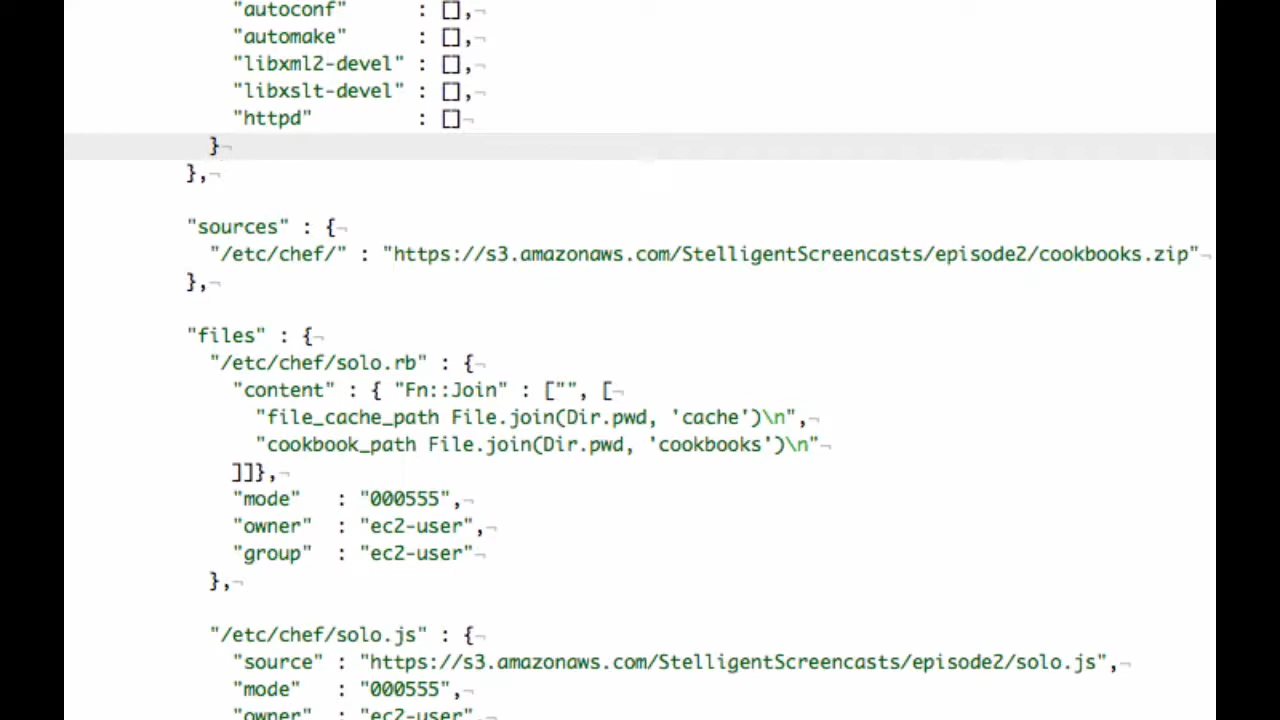 "autoconf" : [],¬
"automake" : [],¬
"libxml2-devel" : [],¬
"libxslt-devel" : [],¬
"httpd" : []¬
}¬
},¬
"sources" : {¬
"/etc/chef/" : "https://s3.amazonaws.com/StelligentScreencasts/episode2/cookbooks.zip"¬
},¬
"files" : {¬
"/etc/chef/solo.rb" : {¬
"content" : { "Fn::Join" : ["", [¬
"file_cache_path File.join(Dir.pwd, 'cache')\n",¬
"cookbook_path File.join(Dir.pwd, 'cookbooks')\n"¬
]]},¬
"mode" : "000555",¬
"owner" : "ec2-user",¬
"group" : "ec2-user"¬
},¬
"/etc/chef/solo.js" : {¬
"source" : "https://s3.amazonaws.com/StelligentScreencasts/episode2/solo.js",¬
"mode" : "000555",¬
"owner" : "ec2-user",¬